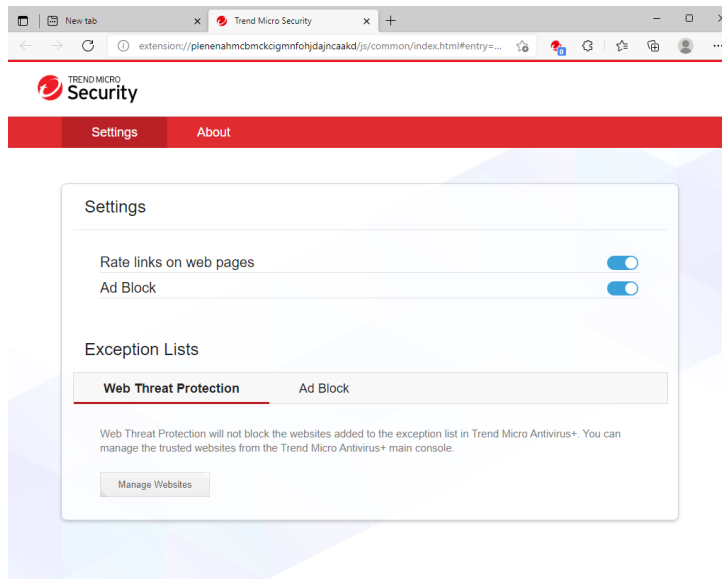 New tab
Trend Micro Security
extension://plenenahmcbmckcigmnfohjdajncaakd/js/common/index.html#entry=...
0
TREND MICRO
Security
Settings
About
Settings
Rate links on web pages
Ad Block
Exception Lists
Web Threat Protection
Ad Block
Web Threat Protection will not block the websites added to the exception list in Trend Micro Antivirus+. You can
manage the trusted websites from the Trend Micro Antivirus+ main console.
Manage Websites